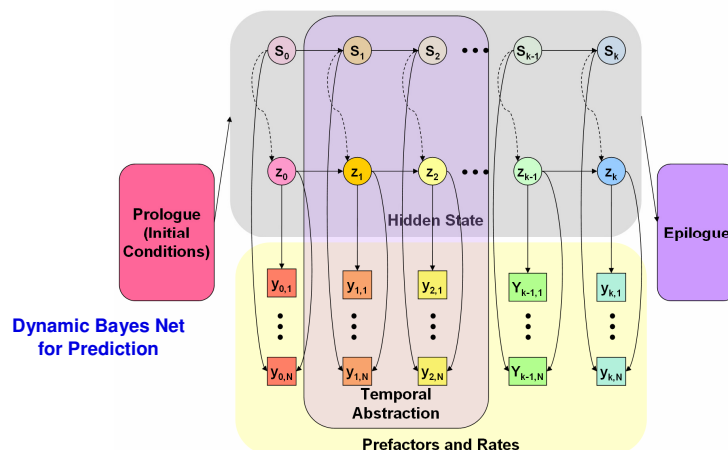 S0 S1 S2 ••• Sk-1 Sk
z0 z1 z2 ••• zk-1 zk
Hidden State
Prologue
(Initial
Conditions)
Epilogue
y0,1 y1,1 y2,1 Yk-1,1 yk,1
y0,N y1,N y2,N Yk-1,N yk,N
Dynamic Bayes Net
for Prediction
Temporal
Abstraction
Prefactors and Rates